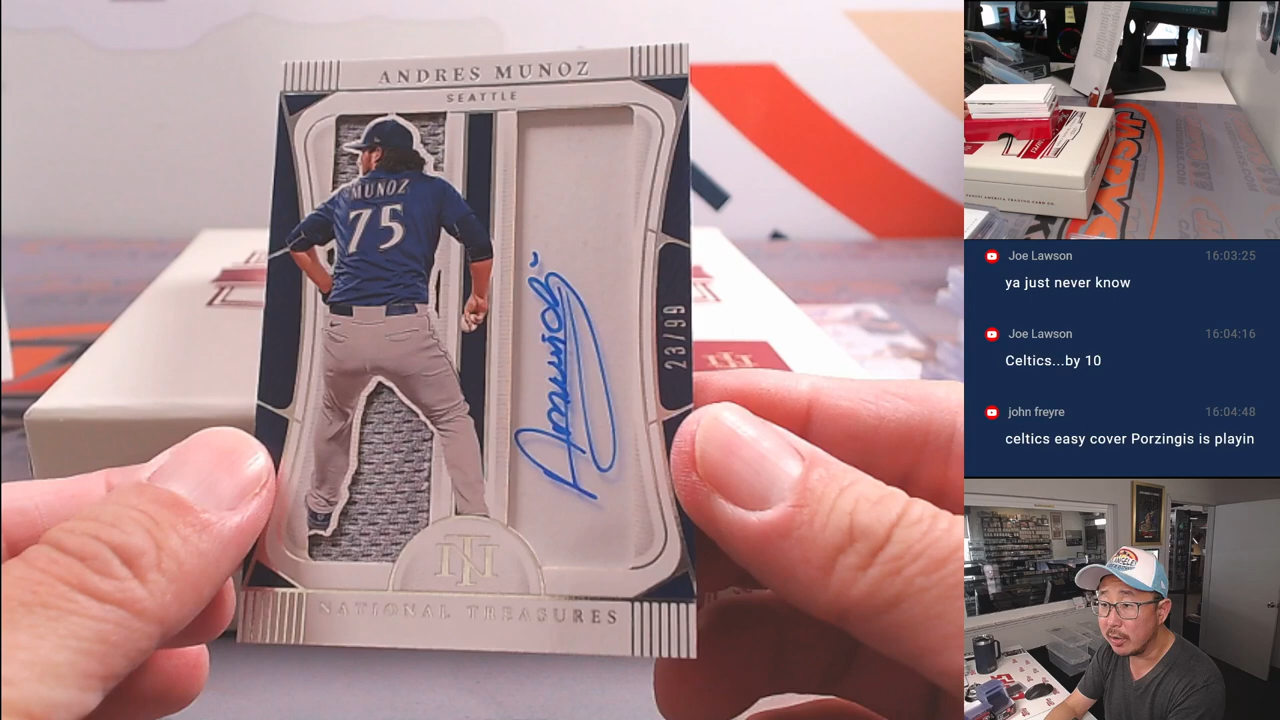 ANDRES MUNOZ
SEATTLE
MUNOZ
75
23/99
NATIONAL TREASURES
Joe Lawson 16:03:25
ya just never know
Joe Lawson 16:04:16
Celtics...by 10
john freyre 16:04:48
celtics easy cover Porzingis is playin